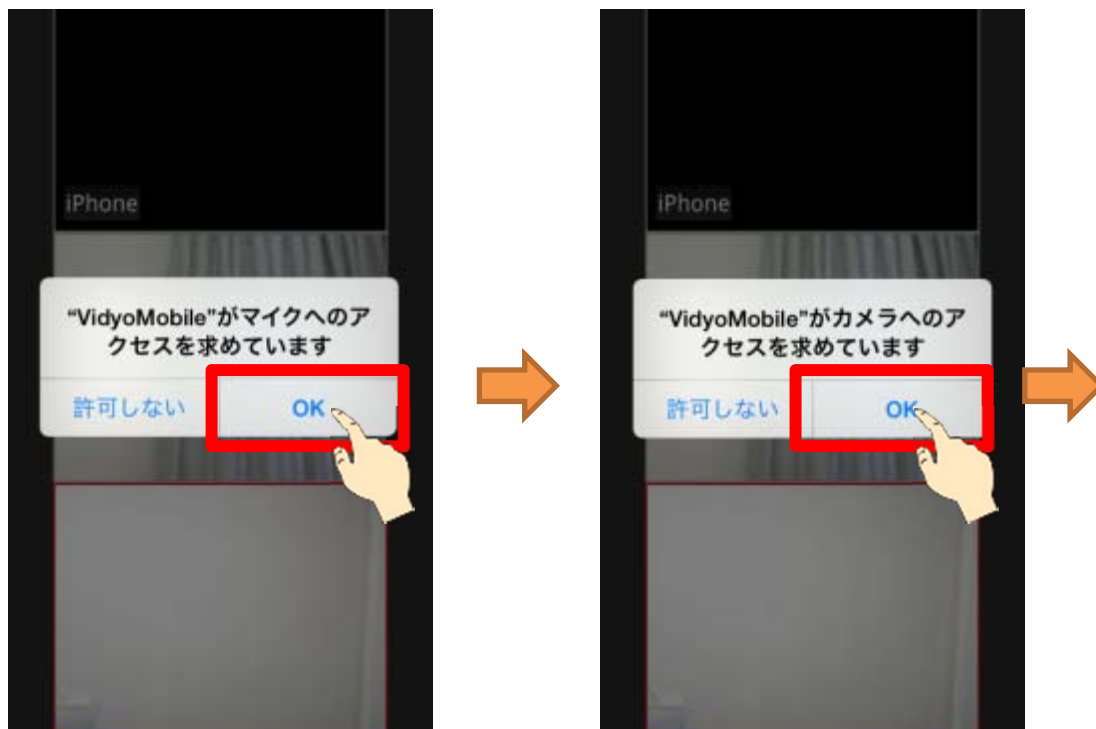 iPhone
“VidyoMobile”がマイクへのア
クセスを求めています
許可しない
OK
iPhone
“VidyoMobile”がカメラへのア
クセスを求めています
許可しない
OK